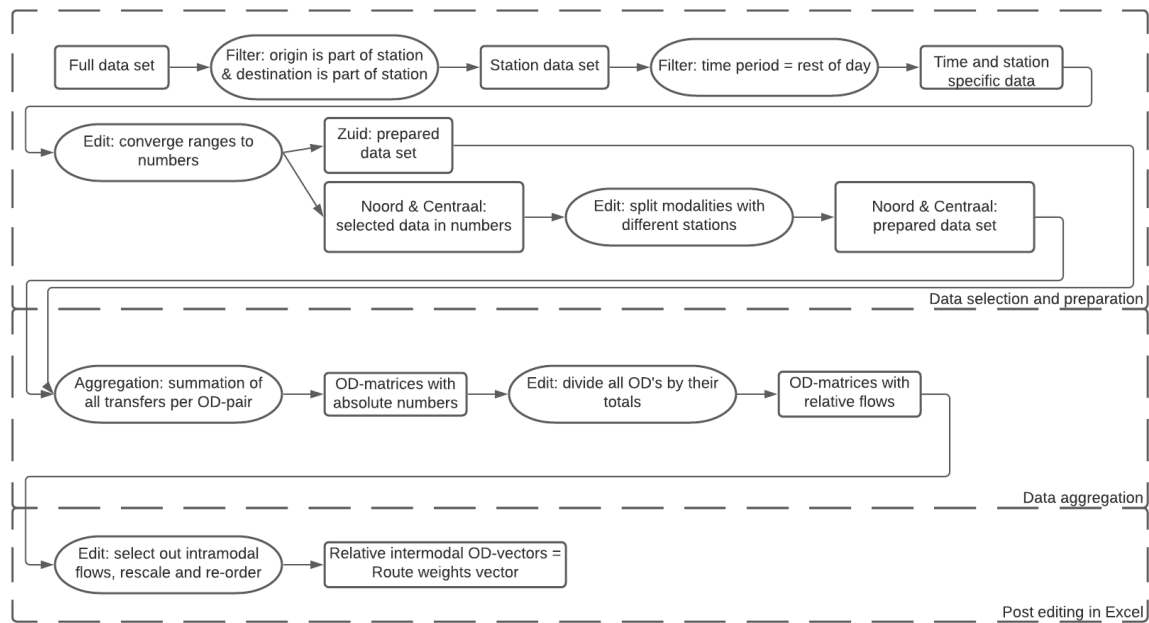 Full data set
Filter: origin is part of station
& destination is part of station
Station data set
Filter: time period = rest of day
Time and station
specific data
Edit: converge ranges to
numbers
Zuid: prepared
data set
Noord & Centraal:
selected data in numbers
Edit: split modalities with
different stations
Noord & Centraal:
prepared data set
Data selection and preparation
Aggregation: summation of
all transfers per OD-pair
OD-matrices with
absolute numbers
Edit: divide all OD's by their
totals
OD-matrices with
relative flows
Data aggregation
Edit: select out intramodal
flows, rescale and re-order
Relative intermodal OD-vectors =
Route weights vector
Post editing in Excel